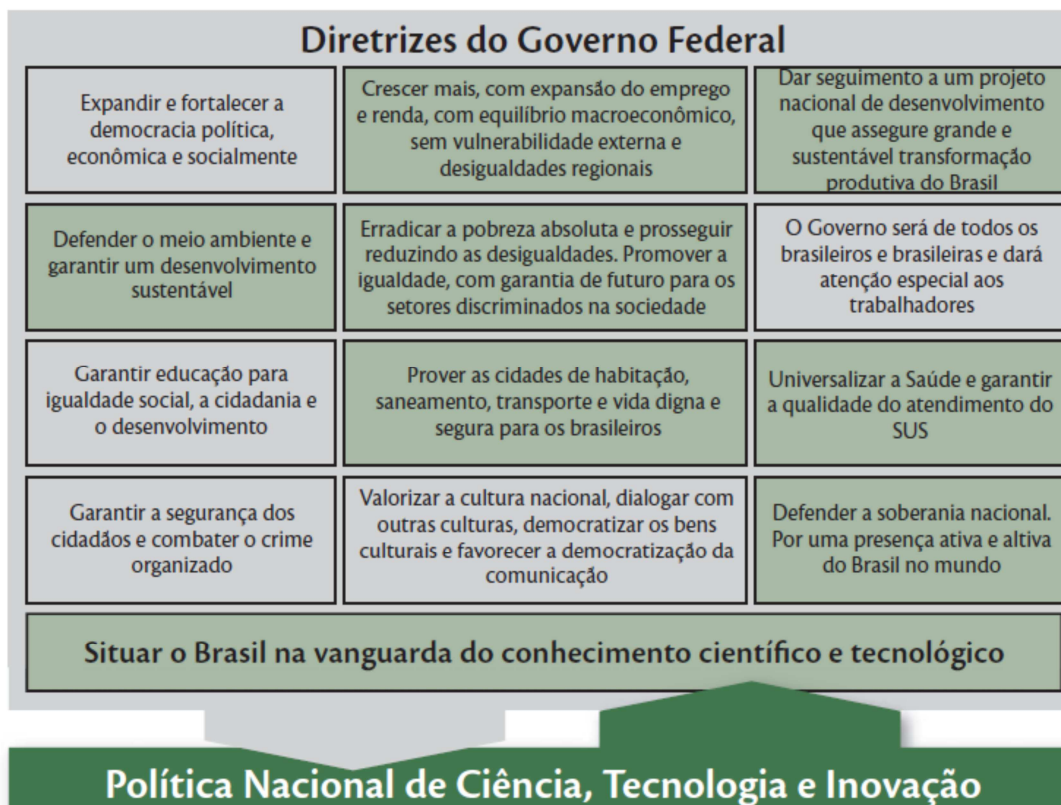 Diretrizes do Governo Federal
Expandir e fortalecer a
democracia política,
econômica e socialmente
Crescer mais, com expansão do emprego
e renda, com equilíbrio macroeconômico,
sem vulnerabilidade externa e
desigualdades regionais
Dar seguimento a um projeto
nacional de desenvolvimento
que assegure grande e
sustentável transformação
produtiva do Brasil
Defender o meio ambiente e
garantir um desenvolvimento
sustentável
Erradicar a pobreza absoluta e prosseguir
reduzindo as desigualdades. Promover a
igualdade, com garantia de futuro para os
setores discriminados na sociedade
O Governo será de todos os
brasileiros e brasileiras e dará
atenção especial aos
trabalhadores
Garantir educação para
igualdade social, a cidadania e
o desenvolvimento
Prover as cidades de habitação,
saneamento, transporte e vida digna e
segura para os brasileiros
Universalizar a Saúde e garantir
a qualidade do atendimento do
SUS
Garantir a segurança dos
cidadãos e combater o crime
organizado
Valorizar a cultura nacional, dialogar com
outras culturas, democratizar os bens
culturais e favorecer a democratização da
comunicação
Defender a soberania nacional.
Por uma presença ativa e altiva
do Brasil no mundo
Situar o Brasil na vanguarda do conhecimento científico e tecnológico
Política Nacional de Ciência, Tecnologia e Inovação